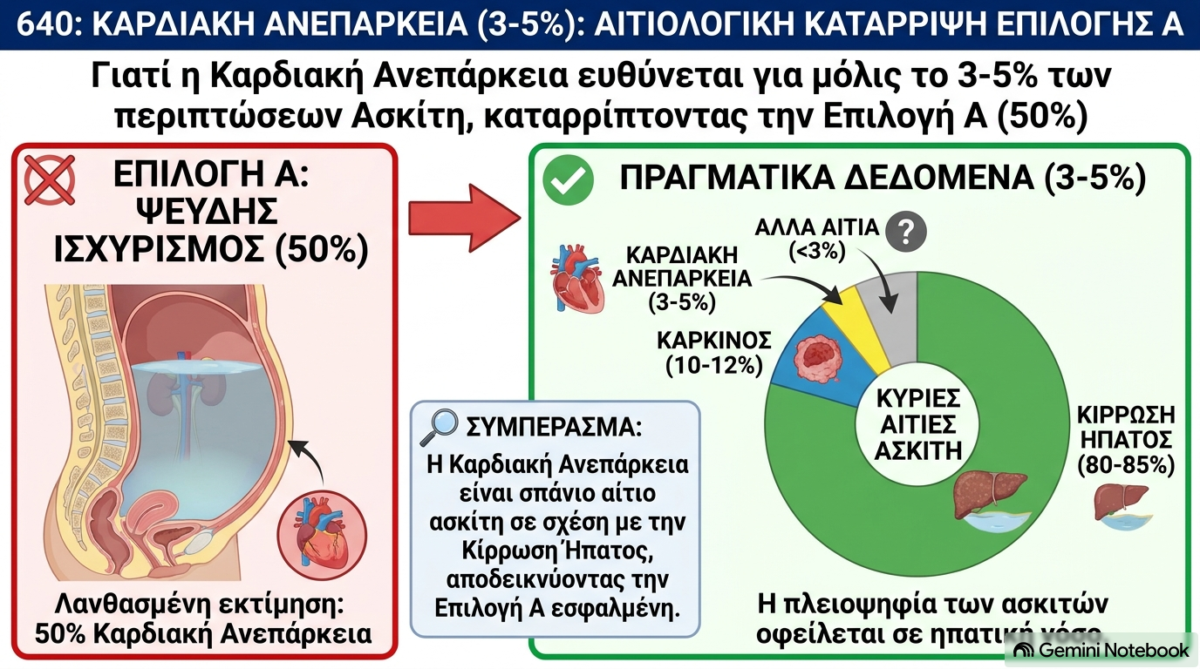 640: ΚΑΡΔΙΑΚΗ ΑΝΕΠΑΡΚΕΙΑ (3-5%): ΑΙΤΙΟΛΟΓΙΚΗ ΚΑΤΑΡΡΙΨΗ ΕΠΙΛΟΓΗΣ Α
Γιατί η Καρδιακή Ανεπάρκεια ευθύνεται για μόλις το 3-5% των
περιπτώσεων Ασκίτη, καταρρίπτοντας την Επιλογή Α (50%)
ΕΠΙΛΟΓΗ Α:
ΨΕΥΔΗΣ
ΙΣΧΥΡΙΣΜΟΣ (50%)
Λανθασμένη εκτίμηση:
50% Καρδιακή Ανεπάρκεια
ΣΥΜΠΕΡΑΣΜΑ:
Η Καρδιακή Ανεπάρκεια
είναι σπάνιο αίτιο
ασκίτη σε σχέση με την
Κίρρωση Ήπατος,
αποδεικνύοντας την
Επιλογή Α εσφαλμένη.
ΠΡΑΓΜΑΤΙΚΑ ΔΕΔΟΜΕΝΑ (3-5%)
ΑΛΛΑ ΑΙΤΙΑ
(<3%)
?
ΚΑΡΔΙΑΚΗ
ΑΝΕΠΑΡΚΕΙΑ
(3-5%)
ΚΑΡΚΙΝΟΣ
(10-12%)
ΚΥΡΙΕΣ
ΑΙΤΙΕΣ
ΑΣΚΙΤΗ
ΚΙΡΡΩΣΗ
ΗΠΑΤΟΣ
(80-85%)
Η πλειοψηφία των ασκιτών
οφείλεται σε ηπατική νόσο.
Gemini Notebook